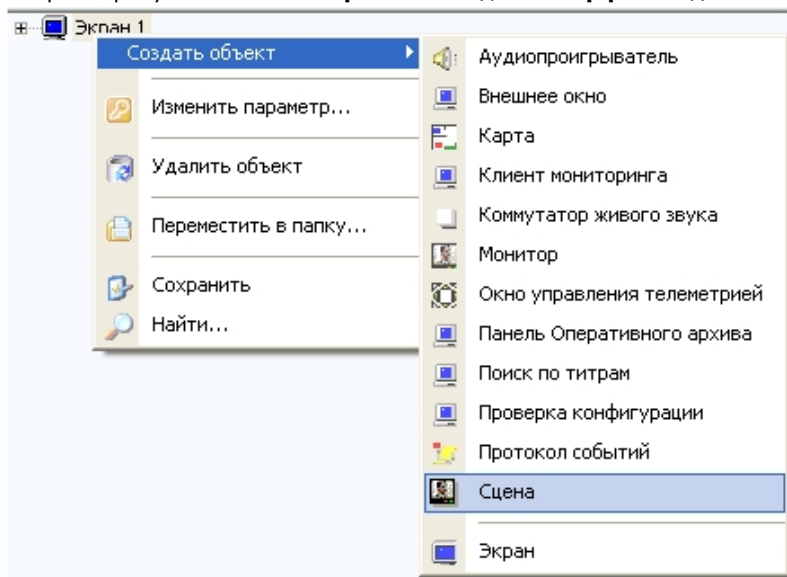 Экран 1
Создать объект
Изменить параметр...
Удалить объект
Переместить в папку...
Сохранить
Найти...
Аудиопроигрыватель
Внешнее окно
Карта
Клиент мониторинга
Коммутатор живого звука
Монитор
Окно управления телеметрией
Панель Оперативного архива
Поиск по титрам
Проверка конфигурации
Протокол событий
Сцена
Экран